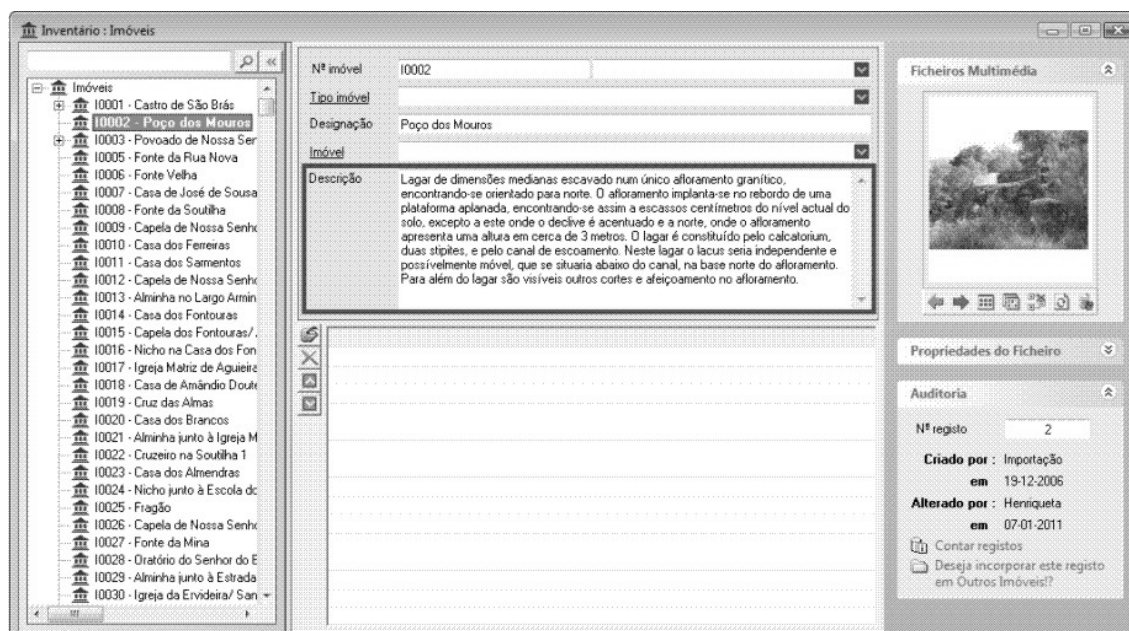 Inventário : Imóveis
Imóveis
I0001 - Castro de São Brás
I0002 - Poço dos Mouros
I0003 - Povoado de Nossa Ser
I0005 - Fonte da Rua Nova
I0006 - Fonte Velha
I0007 - Casa de José de Sousa
I0008 - Fonte da Soutilha
I0009 - Capela de Nossa Senho
I0010 - Casa dos Ferreiras
I0011 - Casa dos Sarmentos
I0012 - Capela de Nossa Senho
I0013 - Alminha no Largo Armin
I0014 - Casa dos Fontouras
I0015 - Capela dos Fontouras/
I0016 - Nicho na Casa dos Fon
I0017 - Igreja Matriz de Agueira
I0018 - Casa de Amândio Doute
I0019 - Cruz das Almas
I0020 - Casa dos Brancos
I0021 - Alminha junto à Igreja M
I0022 - Cruzeiro na Soutilha 1
I0023 - Casa dos Almendras
I0024 - Nicho junto à Escola do
I0025 - Fragão
I0026 - Capela de Nossa Senho
I0027 - Fonte da Mina
I0028 - Oratório do Senhor do E
I0029 - Alminha junto à Estrada
I0030 - Igreja da Ervideira/ San
Nº imóvel I0002
Tipo imóvel
Designação Poço dos Mouros
Imóvel
Descrição Lagar de dimensões medianas escavado num único afloramento granítico,
encontrando-se orientado para norte. O afloramento implanta-se no rebordo de uma
plataforma aplanada, encontrando-se assim a escassos centímetros do nível actual do
solo, excepto a este onde o declive é acentuado e a norte, onde o afloramento
apresenta uma altura em cerca de 3 metros. O lagar é constituído pelo calcatorium,
duas stipites, e pelo canal de escoamento. Neste lagar o lacus seria independente e
possívelmente móvel, que se situaria abaixo do canal, na base norte do afloramento.
Para além do lagar são visíveis outros cortes e afeiçoamento no afloramento.
Ficheiros Multimédia
Propriedades do Ficheiro
Auditoria
Nº registo 2
Criado por : Importação
em 19-12-2006
Alterado por : Henriqueta
em 07-01-2011
Contar registos
Deseja incorporar este registo
em Outros Imóveis!?